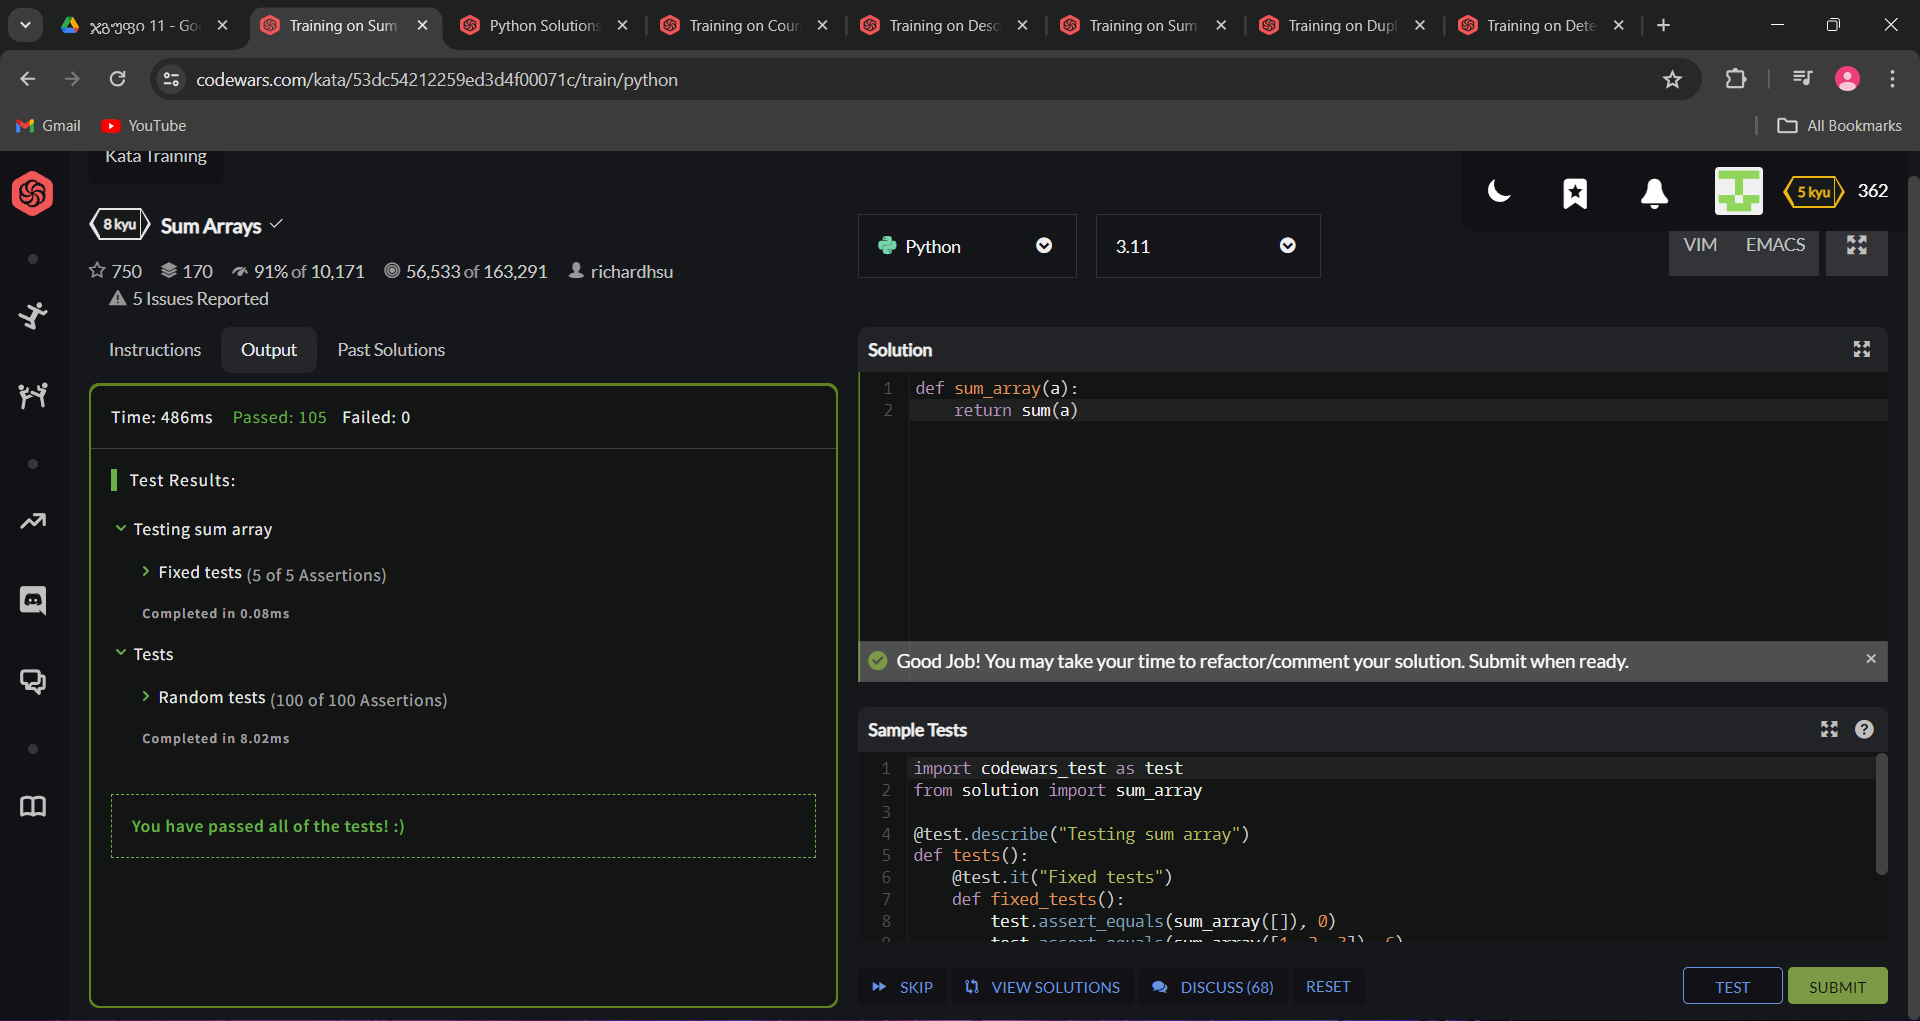 ჯგუფი 11 - Go
Training on Sum
Python Solutions
Training on Coun
Training on Desc
Training on Sum
Training on Dupl
Training on Dete
codewars.com/kata/53dc54212259ed3d4f00071c/train/python
Gmail
YouTube
All Bookmarks
Kata Training
8 kyu
Sum Arrays
750
170
91% of 10,171
56,533 of 163,291
richardhsu
5 Issues Reported
Python
3.11
5 kyu
362
VIM
EMACS
Instructions
Output
Past Solutions
Time: 486ms Passed: 105 Failed: 0
Test Results:
Testing sum array
Fixed tests (5 of 5 Assertions)
Completed in 0.08ms
Tests
Random tests (100 of 100 Assertions)
Completed in 8.02ms
You have passed all of the tests! :)
Solution
1 def sum_array(a):
2     return sum(a)
Good Job! You may take your time to refactor/comment your solution. Submit when ready.
Sample Tests
1 import codewars_test as test
2 from solution import sum_array
3
4 @test.describe("Testing sum array")
5 def tests():
6     @test.it("Fixed tests")
7     def fixed_tests():
8         test.assert_equals(sum_array([]), 0)
SKIP
VIEW SOLUTIONS
DISCUSS (68)
RESET
TEST
SUBMIT